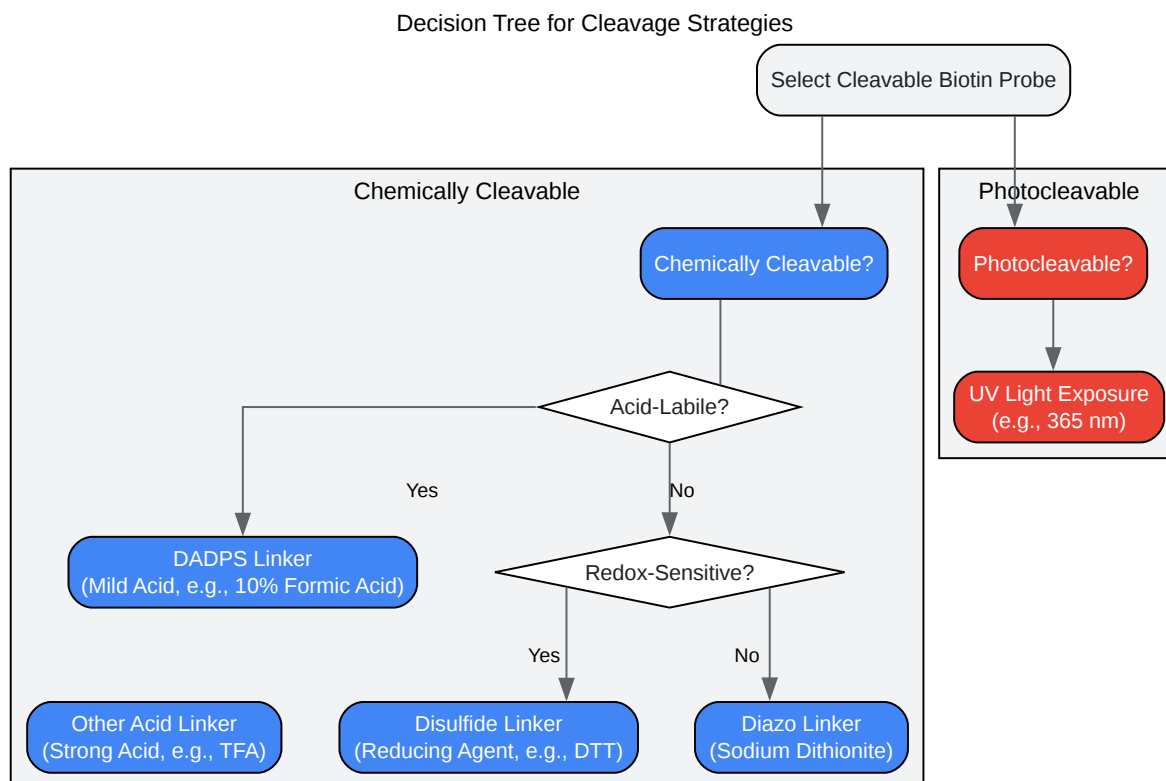 Decision Tree for Cleavage Strategies
Select Cleavable Biotin Probe
Chemically Cleavable
Photocleavable
Chemically Cleavable?
Photocleavable?
Acid-Labile?
UV Light Exposure
(e.g., 365 nm)
Yes
No
DADPS Linker
(Mild Acid, e.g., 10% Formic Acid)
Redox-Sensitive?
Yes
No
Other Acid Linker
(Strong Acid, e.g., TFA)
Disulfide Linker
(Reducing Agent, e.g., DTT)
Diazo Linker
(Sodium Dithionite)